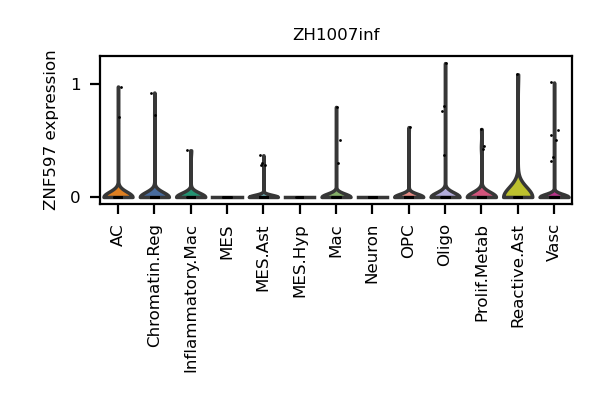 ZH1007inf
ZNF597 expression
1
0
AC
Chromatin.Reg
Inflammatory.Mac
MES
MES.Ast
MES.Hyp
Mac
Neuron
OPC
Oligo
Prolif.Metab
Reactive.Ast
Vasc